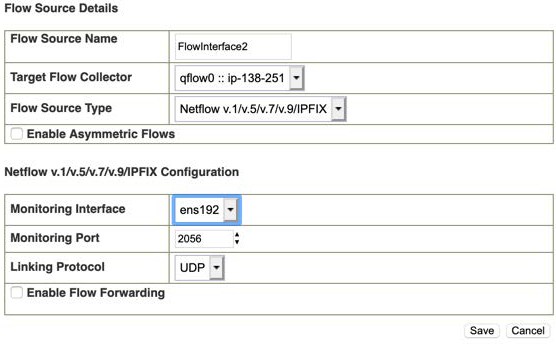 Flow Source Details
Flow Source Name FlowInterface2
Target Flow Collector qflow0 :: ip-138-251
Flow Source Type Netflow v.1/v.5/v.7/v.9/IPFIX
Enable Asymmetric Flows
Netflow v.1/v.5/v.7/v.9/IPFIX Configuration
Monitoring Interface ens192
Monitoring Port 2056
Linking Protocol UDP
Enable Flow Forwarding
Save Cancel